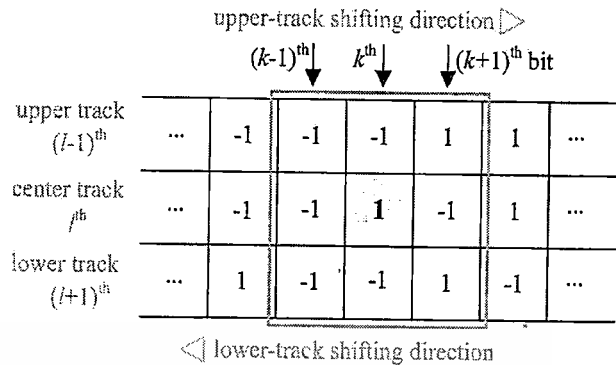 upper-track shifting direction
(k-1)th kth (k+1)th bit
upper track
(l-1)th
... -1 -1 -1 1 1 ...
center track
lth
... -1 -1 1 -1 1 ...
lower track
(l+1)th
... 1 -1 -1 1 -1 ...
lower-track shifting direction